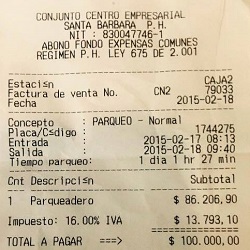 CONJUNTO CENTRO EMPRESARIAL
SANTA BARBARA P.H.
NIT : 830047746-1
ABONO FONDO EXPENSAS COMUNES
REGIMEN P.H. LEY 675 DE 2.001
Estaci≤n CAJA2
Factura de venta No. CN2 79033
Fecha 2015-02-18
Concepto : PARQUEO - Normal
Placa/C≤digo : 1744275
Entrada 2015-02-17 08:13
Salida 2015-02-18 09:40
Tiempo parqueo: 1 dia 1 hr 27 min
Cnt Descripci≤n Subtotal
1 Parqueadero $ 86.206,90
Impuesto: 16.00% IVA $ 13.793,10
TOTAL A PAGAR ===> $ 100.000,00